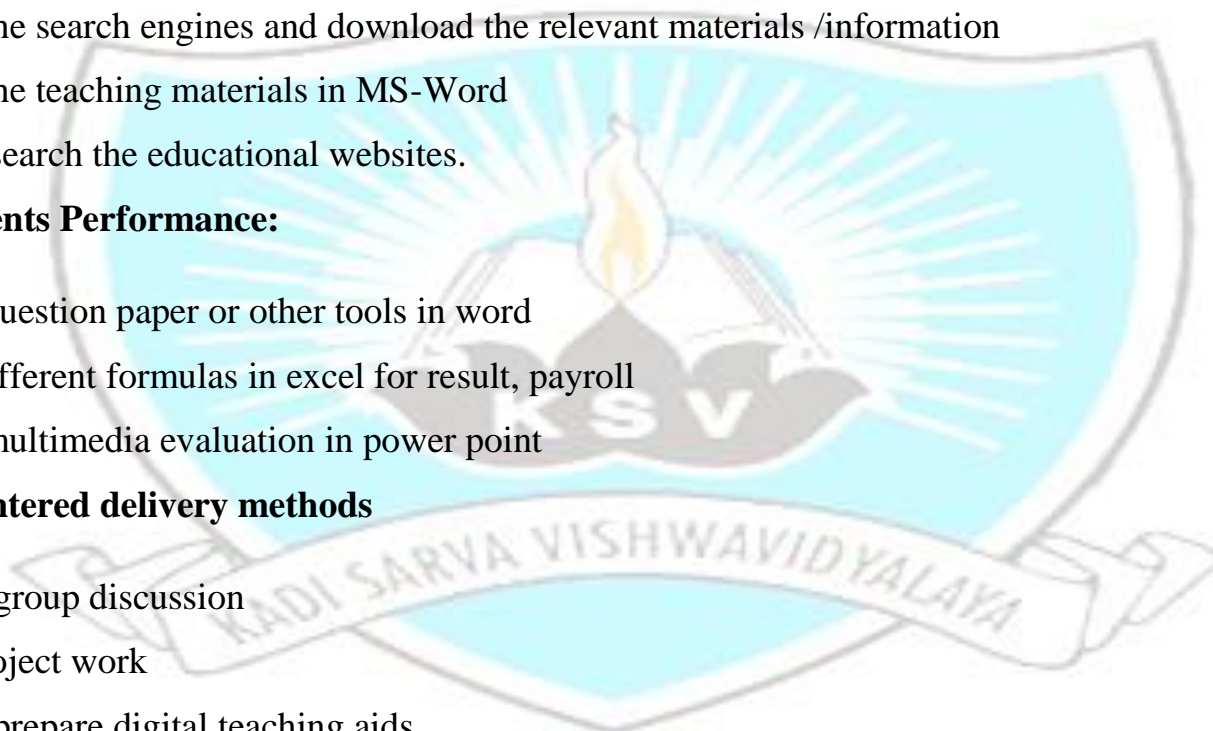 he search engines and download the relevant materials /information
he teaching materials in MS-Word
earch the educational websites.
ents Performance:
uestion paper or other tools in word
fferent formulas in excel for result, payroll
multimedia evaluation in power point
ntered delivery methods
KSV
KADI SARVA VISHWAVIDYALAYA
group discussion
oject work
prepare digital teaching aids